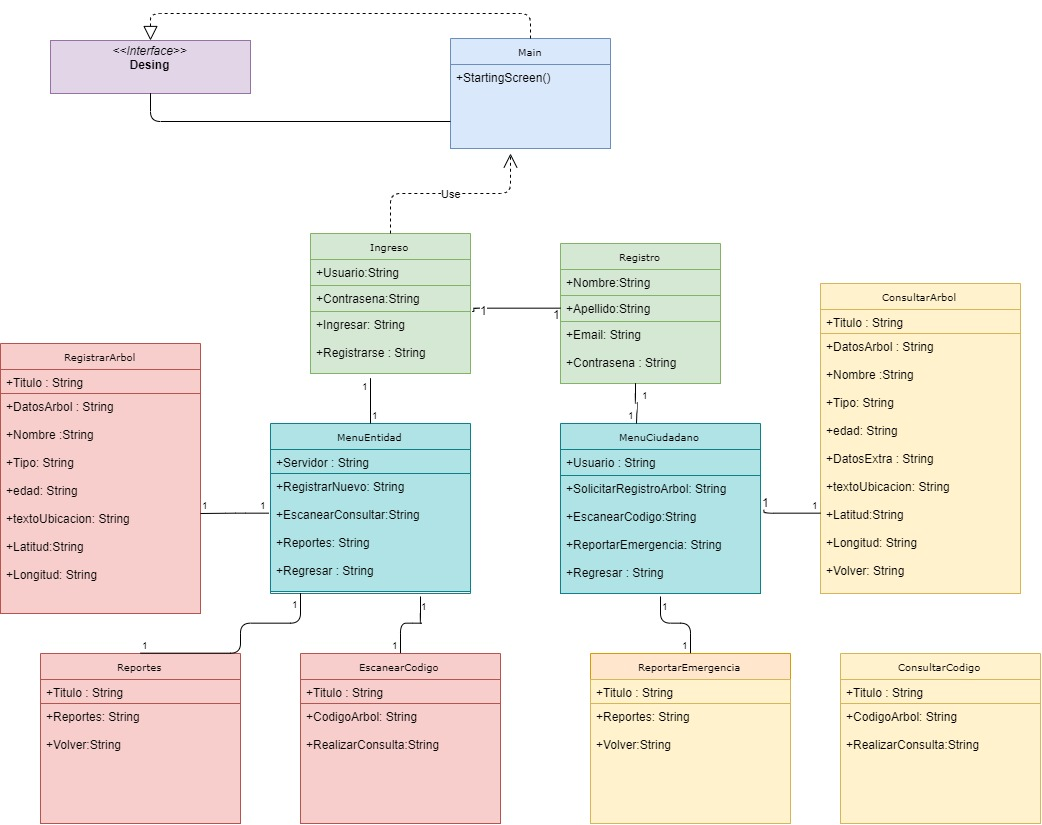 <<Interface>>
Desing
Main
+StartingScreen()
Use
Ingreso
+Usuario:String
+Contrasena:String
+Ingresar: String
+Registrarse : String
1
1
Registro
+Nombre:String
+Apellido:String
+Email: String
+Contrasena : String
ConsultarArbol
+Titulo : String
+DatosArbol : String
+Nombre :String
+Tipo: String
+edad: String
+DatosExtra : String
+textoUbicacion: String
+Latitud:String
+Longitud: String
+Volver: String
RegistrarArbol
+Titulo : String
+DatosArbol : String
+Nombre :String
+Tipo: String
+edad: String
+textoUbicacion: String
+Latitud:String
+Longitud: String
1
1
1
1
MenuEntidad
+Servidor : String
+RegistrarNuevo: String
+EscanearConsultar:String
+Reportes: String
+Regresar : String
1
1
MenuCiudadano
+Usuario : String
+SolicitarRegistroArbol: String
+EscanearCodigo:String
+ReportarEmergencia: String
+Regresar : String
1
1
1
1
1
1
1
1
Reportes
+Titulo : String
+Reportes: String
+Volver:String
EscanearCodigo
+Titulo : String
+CodigoArbol: String
+RealizarConsulta:String
ReportarEmergencia
+Titulo : String
+Reportes: String
+Volver:String
ConsultarCodigo
+Titulo : String
+CodigoArbol: String
+RealizarConsulta:String